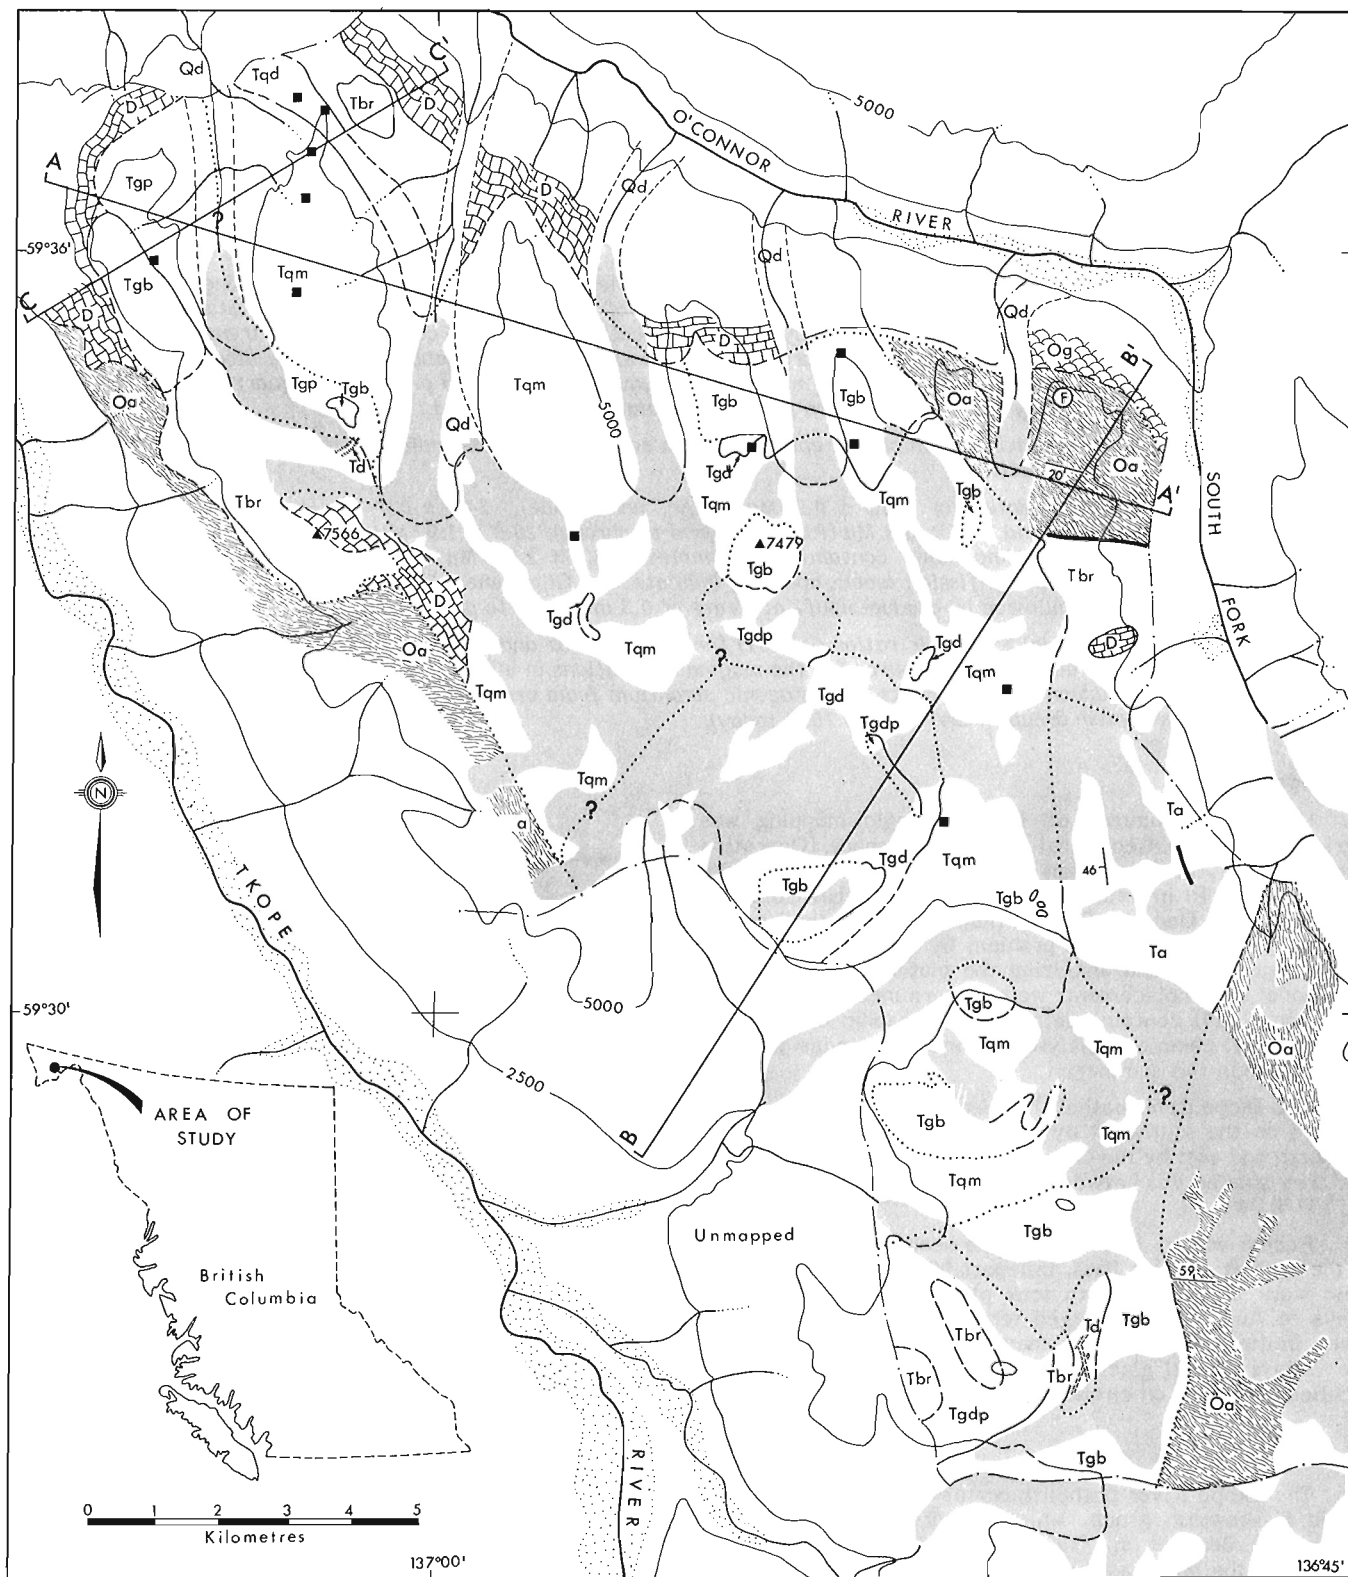 C'
Qd
Tqd
Tbr
D
D
5000
O'CONNOR
RIVER
A
Tgp
?
D
Qd
Qd
59°36'
Tgb
Tqm
C
D
D
Qd
Og
B'
Tgp
Tgb
Tqm
5000
Tgb
Tgb
Oa
F
Oa
Qd
Oa
Td
Tgd
20
A'
SOUTH
FORK
Tbr
Tqm
Tqm
Tgb
7566
7479
Tgb
Tbr
D
Tgd
Tgdp
D
Oa
Tqm
Tqm
?
Tgd
Tqm
Tgd
Tgdp
N
Tqm
?
a
Ta
TKOPE
Tgd
Tqm
46
Tgb
Tgb
Ta
59°30'
5000
Tgb
Tqm
Tqm
Oa
2500
?
AREA OF
STUDY
B
Tgb
Tqm
Tqm
Unmapped
Tgb
59
British
Columbia
Td
Tgb
Tbr
Tbr
Tbr
Tgdp
Oa
Tgb
RIVER
0 1 2 3 4 5
Kilometres
137°00'
136°45'